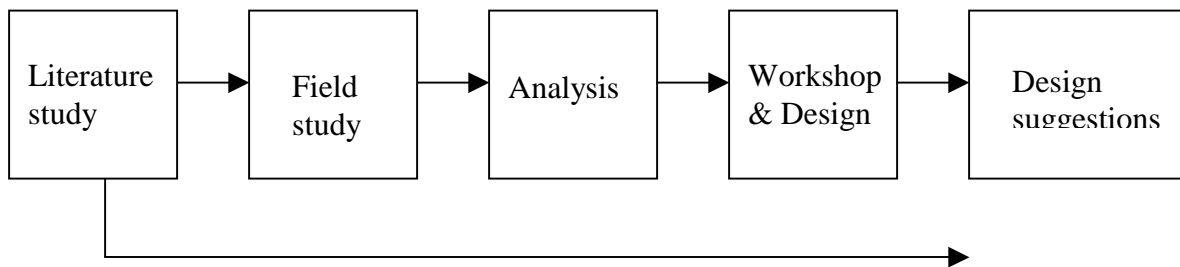 Literature
study
Field
study
Analysis
Workshop
& Design
Design
suggestions